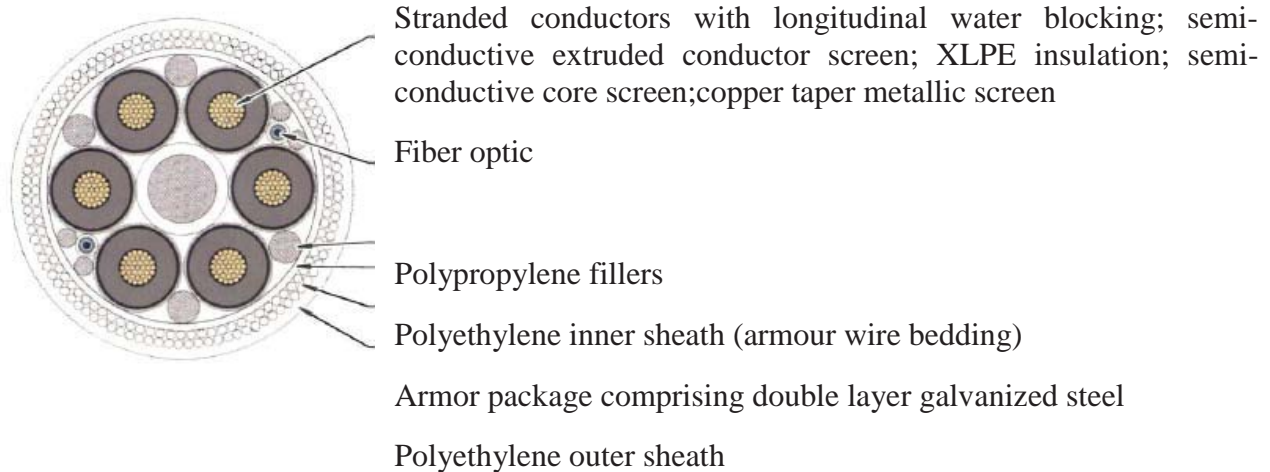 Stranded conductors with longitudinal water blocking; semi-
conductive extruded conductor screen; XLPE insulation; semi-
conductive core screen;copper taper metallic screen
Fiber optic
Polypropylene fillers
Polyethylene inner sheath (armour wire bedding)
Armor package comprising double layer galvanized steel
Polyethylene outer sheath